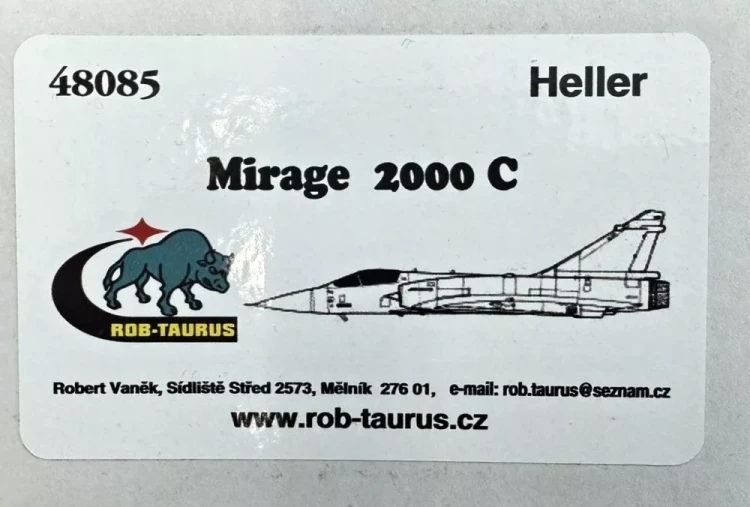 48085 Heller
Mirage 2000 C
ROB-TAURUS
Robert Vaněk, Sídliště Střed 2573, Mělník 276 01, e-mail: rob.taurus@seznam.cz
www.rob-taurus.cz